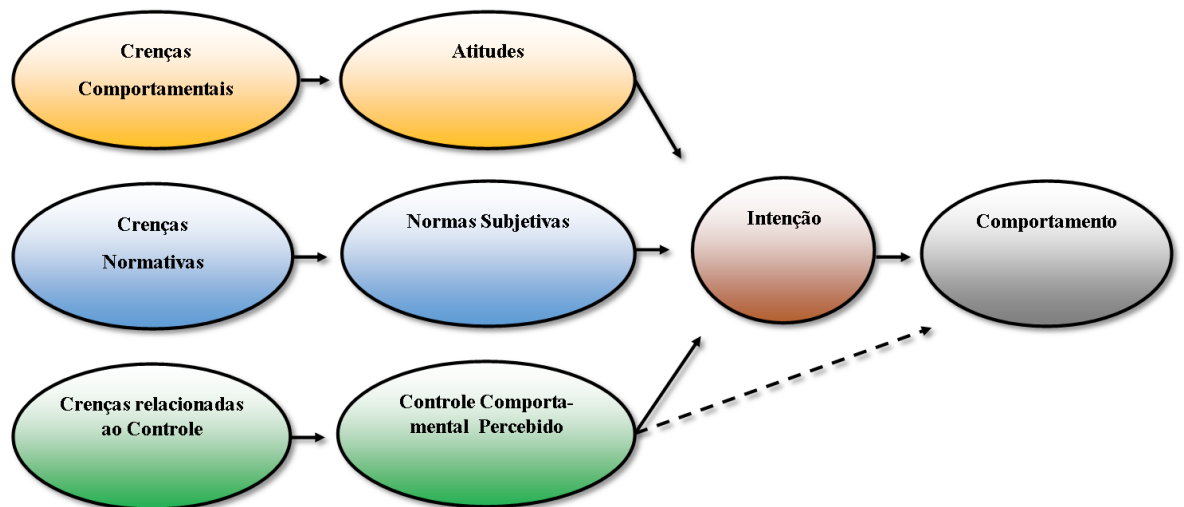 Crenças
Comportamentais
Atitudes
Crenças
Normativas
Normas Subjetivas
Intenção
Comportamento
Crenças relacionadas
ao Controle
Controle Comporta-
mental Percebido